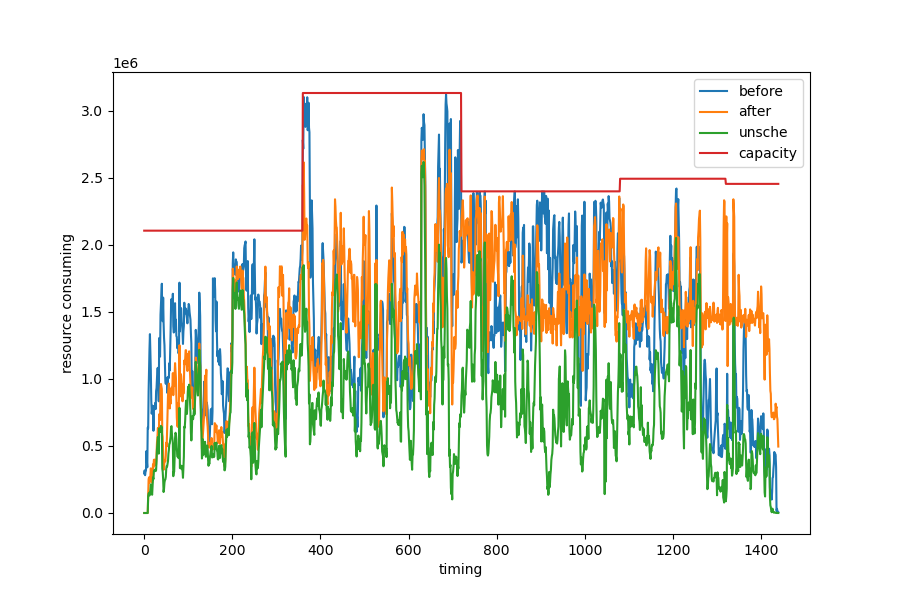 1e6
3.0
2.5
2.0
1.5
1.0
0.5
0.0
resource consuming
before
after
unsche
capacity
0 200 400 600 800 1000 1200 1400
timing